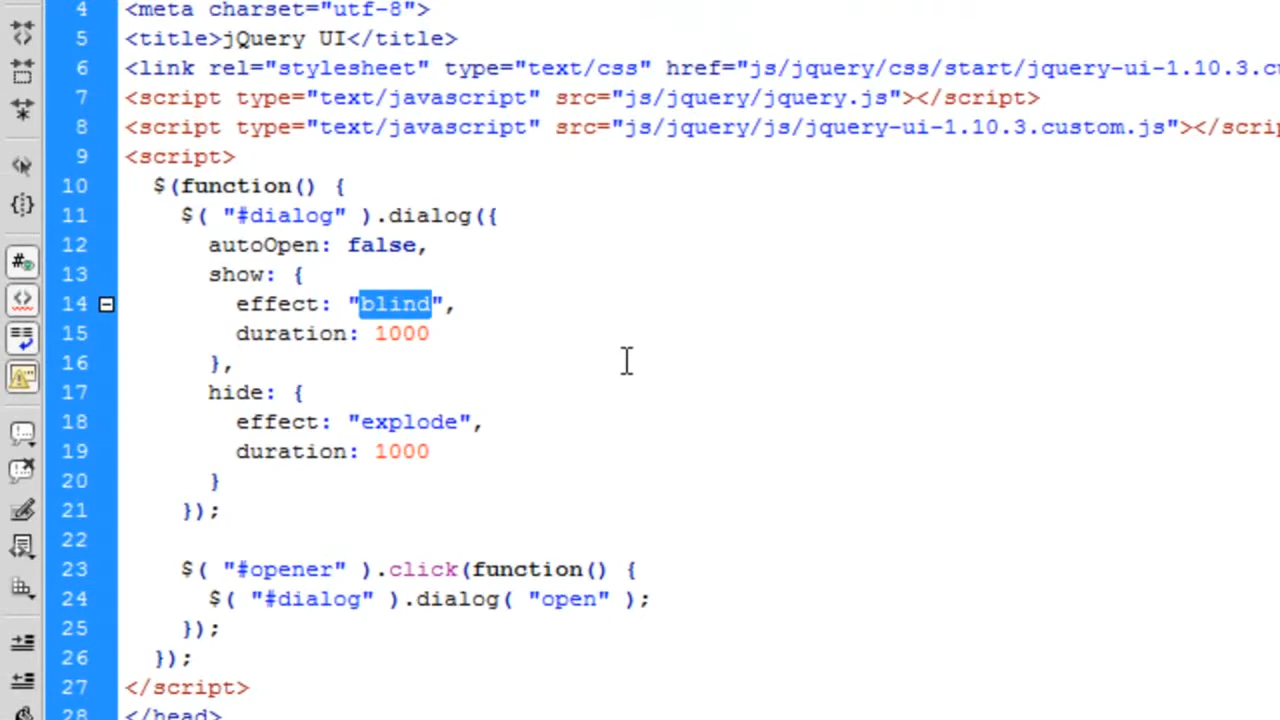 4 <meta charset="utf-8">
5 <title>jQuery UI</title>
6 <link rel="stylesheet" type="text/css" href="js/jquery/css/start/jquery-ui-1.10.3.cu
7 <script type="text/javascript" src="js/jquery/jquery.js"></script>
8 <script type="text/javascript" src="js/jquery/js/jquery-ui-1.10.3.custom.js"></scrip
9 <script>
10 $(function() {
11 $( "#dialog" ).dialog({
12 autoOpen: false,
13 show: {
14 effect: "blind",
15 duration: 1000
16 },
17 hide: {
18 effect: "explode",
19 duration: 1000
20 }
21 });
22
23 $( "#opener" ).click(function() {
24 $( "#dialog" ).dialog( "open" );
25 });
26 });
27 </script>
28 </head>